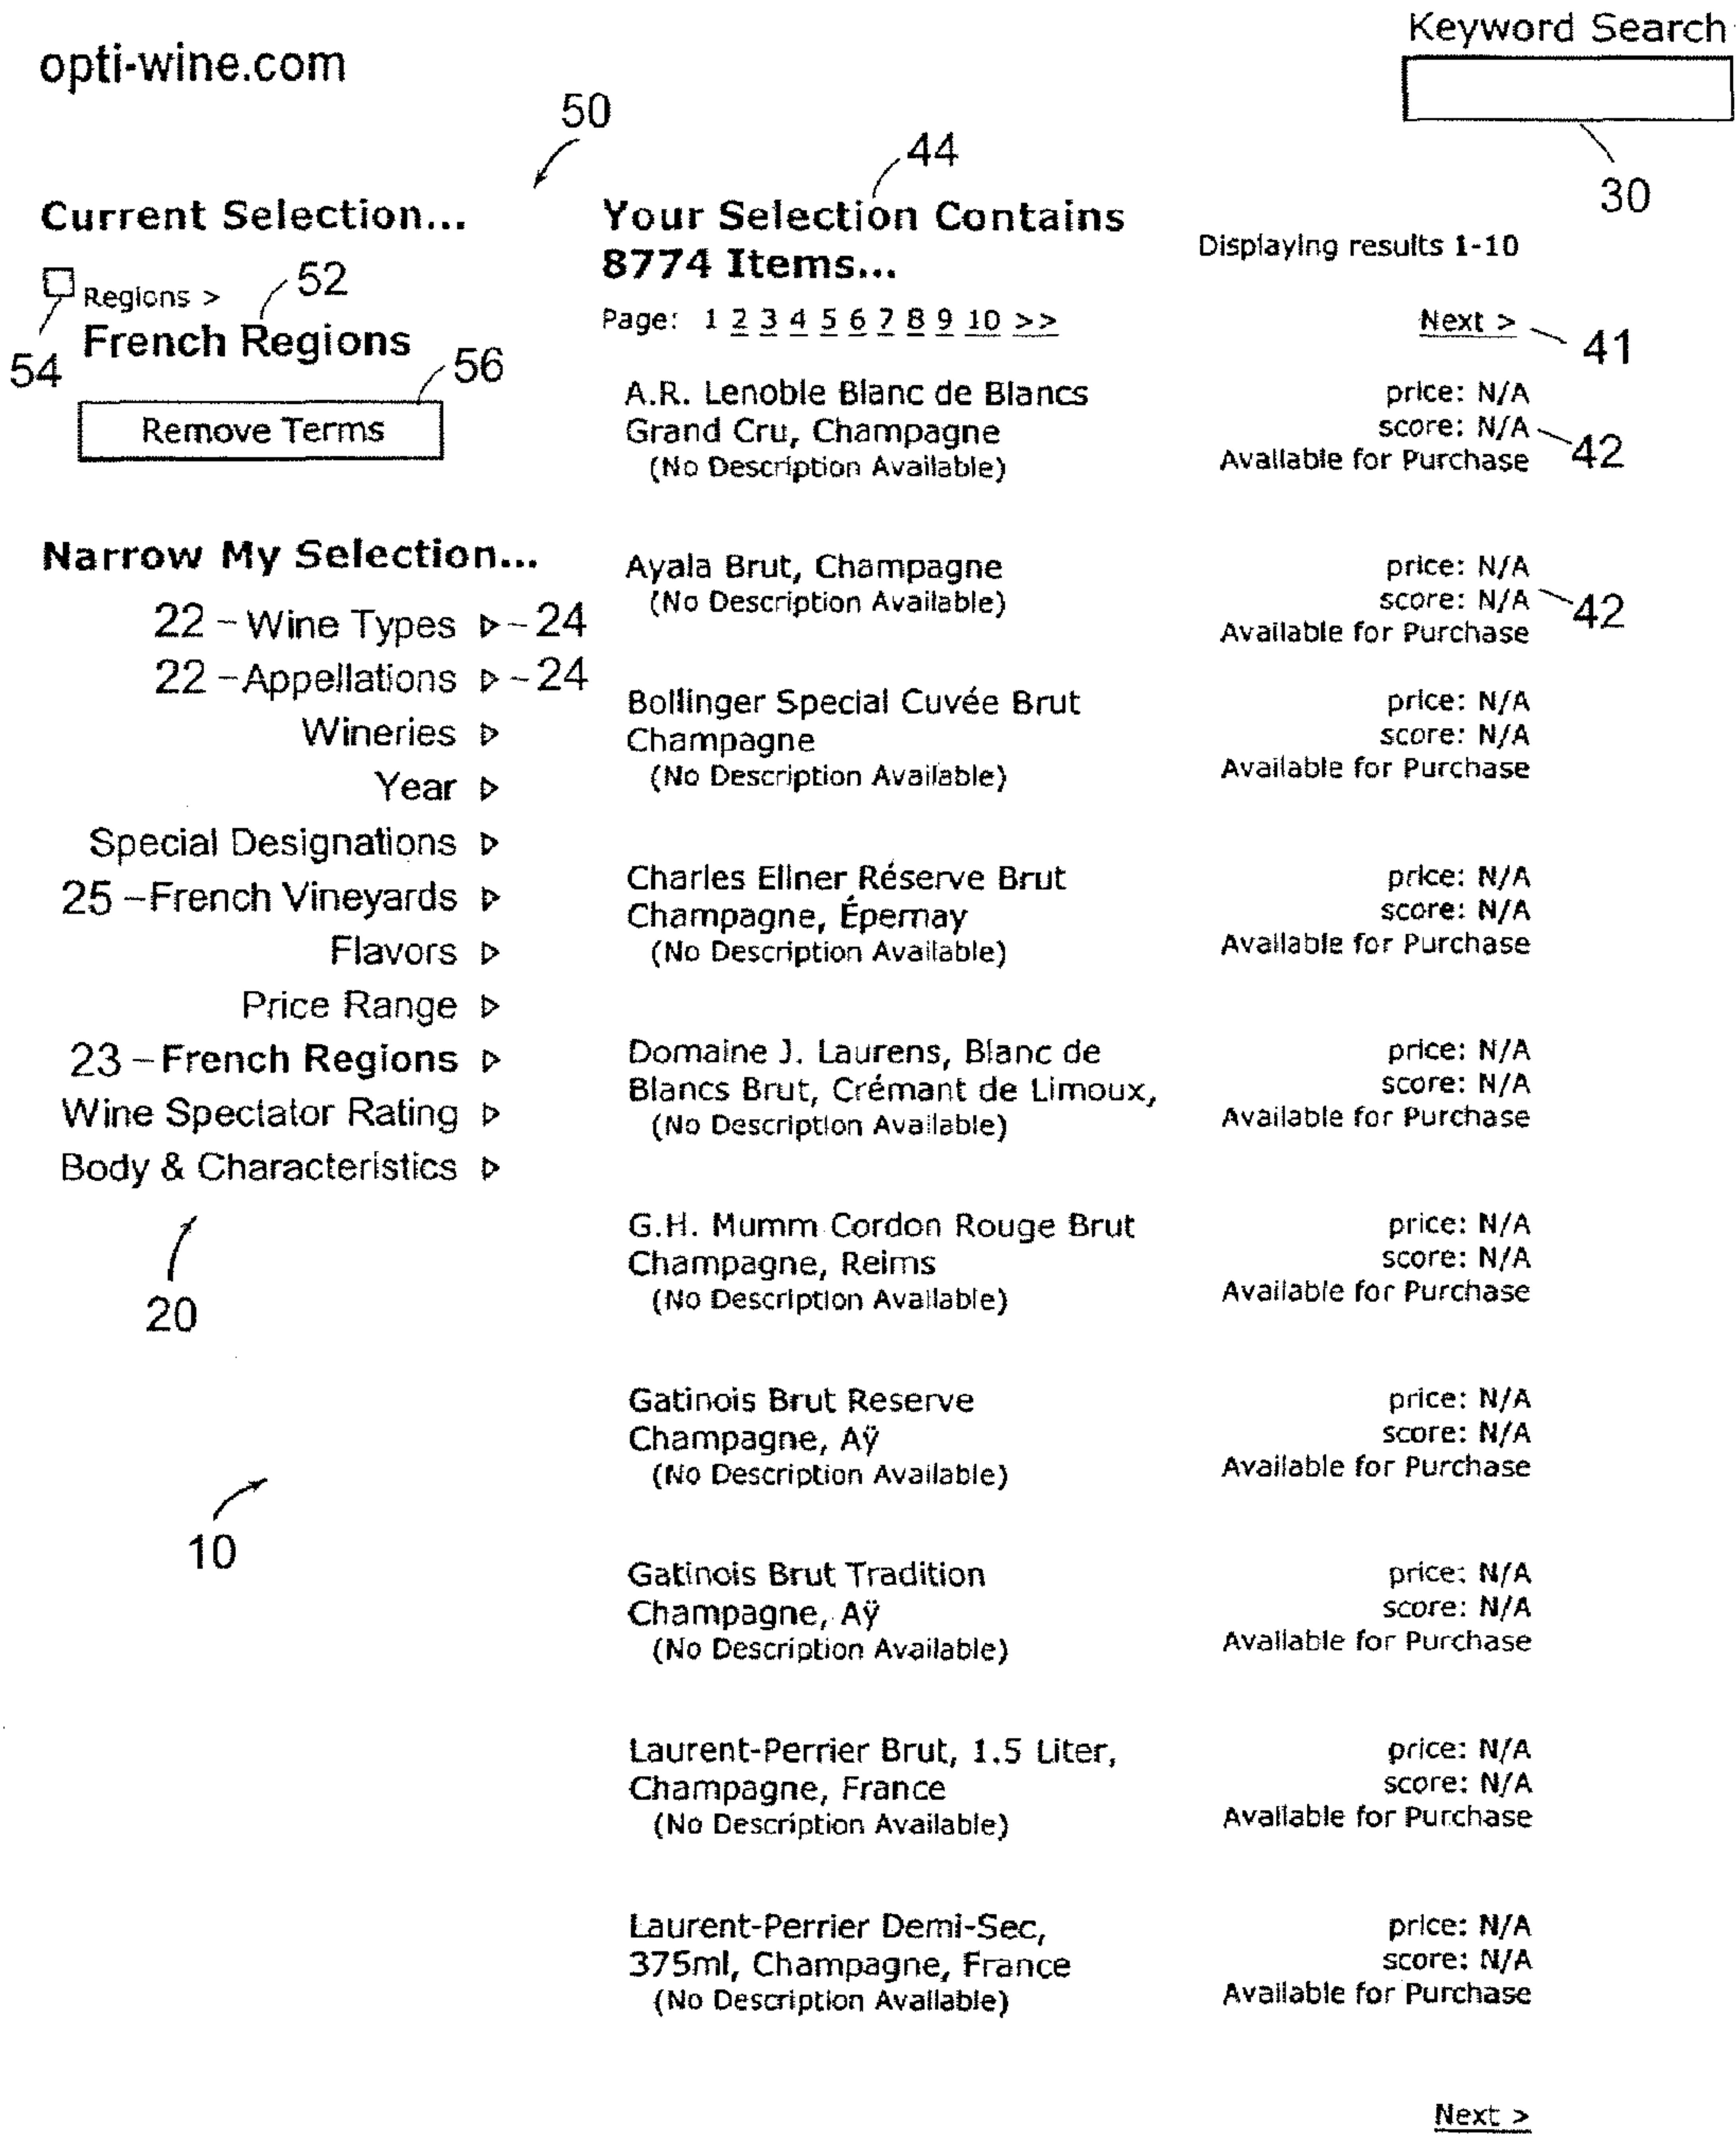 opti-wine.com
Keyword Search
30
50
Current Selection...
54
Regions >
52
French Regions
56
Remove Terms
Narrow My Selection...
22 Wine Types 24
22 Appellations 24
Wineries
Year
Special Designations
25 French Vineyards
Flavors
Price Range
23 French Regions
Wine Spectator Rating
Body & Characteristics
20
10
44
Your Selection Contains
8774 Items...
Displaying results 1-10
Page: 1 2 3 4 5 6 7 8 9 10 >>
Next >
41
A.R. Lenoble Blanc de Blancs
Grand Cru, Champagne
(No Description Available)
price: N/A
score: N/A
42
Available for Purchase
Ayala Brut, Champagne
(No Description Available)
price: N/A
score: N/A
42
Available for Purchase
Bollinger Special Cuvée Brut
Champagne
(No Description Available)
price: N/A
score: N/A
Available for Purchase
Charles Ellner Réserve Brut
Champagne, Épernay
(No Description Available)
price: N/A
score: N/A
Available for Purchase
Domaine J. Laurens, Blanc de
Blancs Brut, Crémant de Limoux,
(No Description Available)
price: N/A
score: N/A
Available for Purchase
G.H. Mumm Cordon Rouge Brut
Champagne, Reims
(No Description Available)
price: N/A
score: N/A
Available for Purchase
Gatinois Brut Reserve
Champagne, Aÿ
(No Description Available)
price: N/A
score: N/A
Available for Purchase
Gatinois Brut Tradition
Champagne, Aÿ
(No Description Available)
price: N/A
score: N/A
Available for Purchase
Laurent-Perrier Brut, 1.5 Liter,
Champagne, France
(No Description Available)
price: N/A
score: N/A
Available for Purchase
Laurent-Perrier Demi-Sec,
375ml, Champagne, France
(No Description Available)
price: N/A
score: N/A
Available for Purchase
Next >